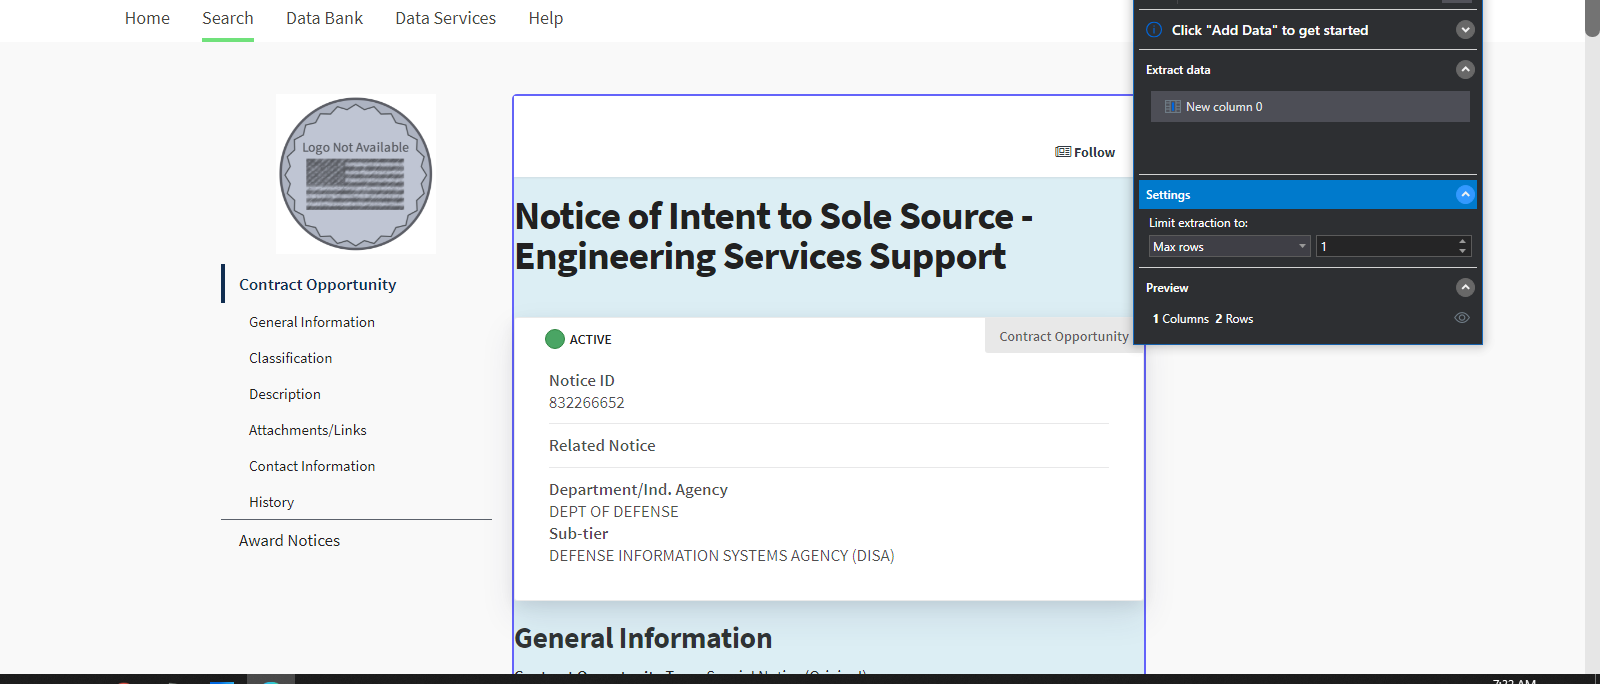 Home Search Data Bank Data Services Help
Logo Not Available
Contract Opportunity
General Information
Classification
Description
Attachments/Links
Contact Information
History
Award Notices
Follow
Notice of Intent to Sole Source -
Engineering Services Support
ACTIVE
Contract Opportunity
Notice ID
832266652
Related Notice
Department/Ind. Agency
DEPT OF DEFENSE
Sub-tier
DEFENSE INFORMATION SYSTEMS AGENCY (DISA)
General Information
Click "Add Data" to get started
Extract data
New column 0
Settings
Limit extraction to:
Max rows 1
Preview
1 Columns 2 Rows